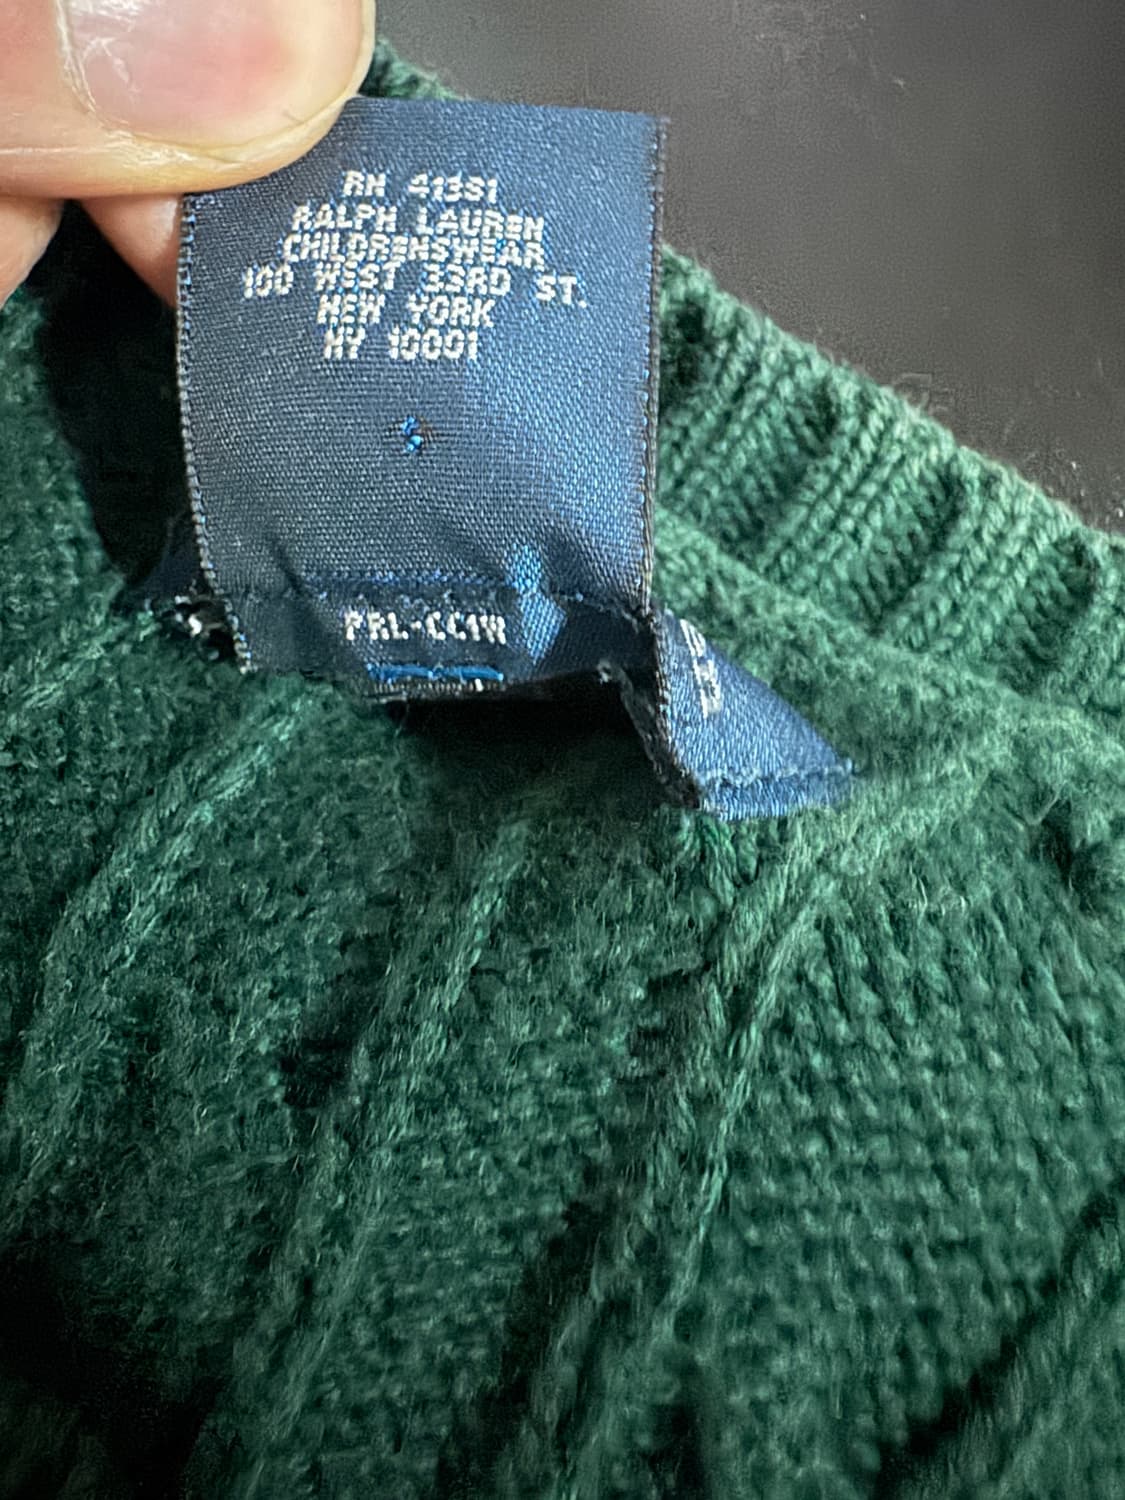 RN 41381
RALPH LAUREN
CHILDRENSWEAR
100 WEST 33RD ST.
NEW YORK
NY 10001
PRL-CC1W